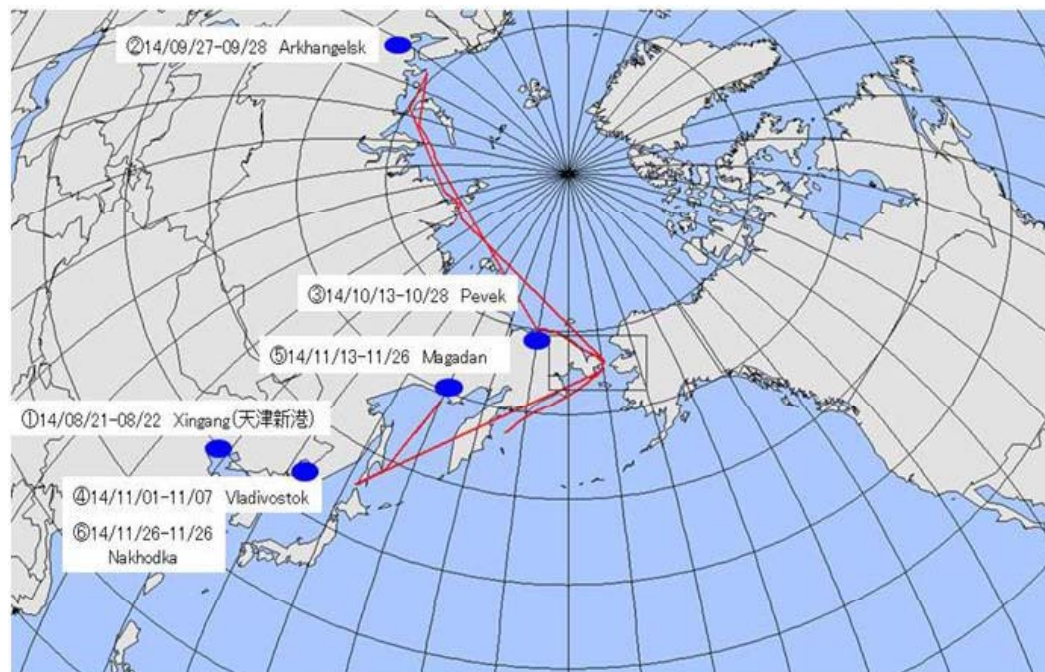 ②14/09/27-09/28 Arkhangelsk
③14/10/13-10/28 Pevek
⑤14/11/13-11/26 Magadan
①14/08/21-08/22 Xingang(天津新港)
④14/11/01-11/07 Vladivostok
⑥14/11/26-11/26
Nakhodka